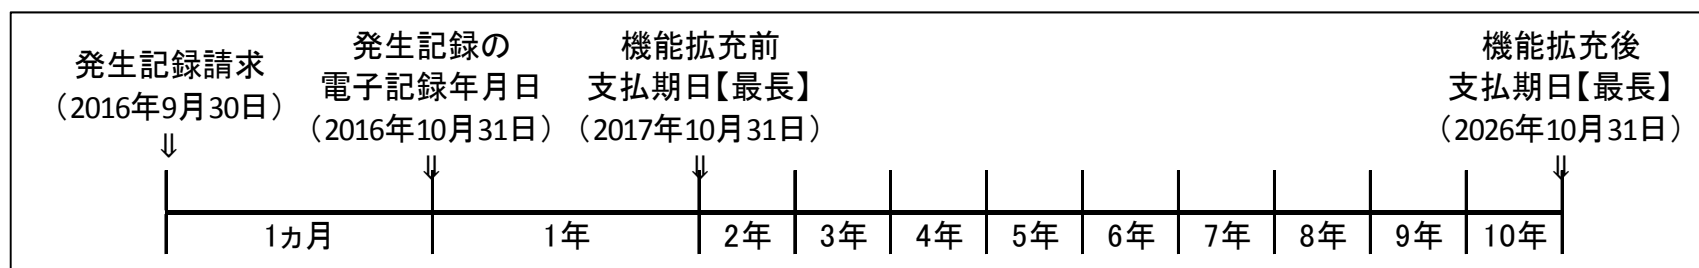 発生記録請求
（2016年9月30日）
⇓
発生記録の
電子記録年月日
（2016年10月31日）
⇓
機能拡充前
支払期日【最長】
（2017年10月31日）
⇓
機能拡充後
支払期日【最長】
（2026年10月31日）
⇓
1ヵ月 1年 2年 3年 4年 5年 6年 7年 8年 9年 10年